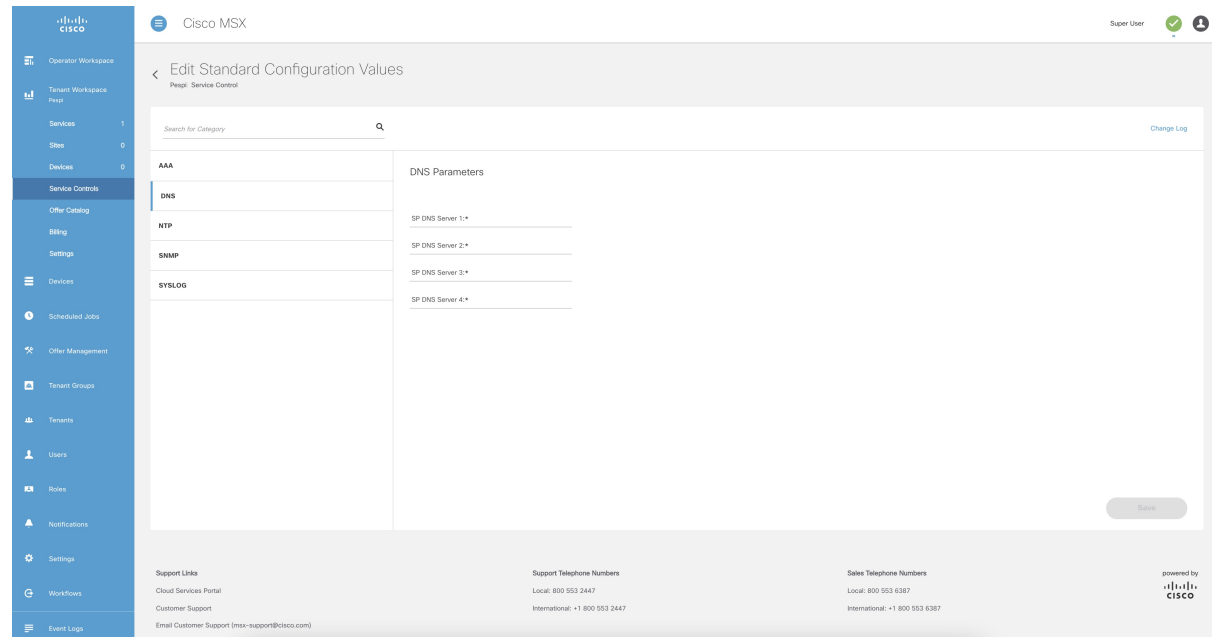 CISCO
Cisco MSX
Super User
Operator Workspace
Tenant Workspace
Pespi
Services 1
Sites 0
Devices 0
Service Controls
Offer Catalog
Billing
Settings
Devices
Scheduled Jobs
Offer Management
Tenant Groups
Tenants
Users
Roles
Notifications
Settings
Workflows
Event Logs
Edit Standard Configuration Values
Pespi: Service Control
Search for Category
Change Log
AAA
DNS
NTP
SNMP
SYSLOG
DNS Parameters
SP DNS Server 1:*
SP DNS Server 2:*
SP DNS Server 3:*
SP DNS Server 4:*
Save
Support Links
Cloud Services Portal
Customer Support
Email Customer Support (msx-support@cisco.com)
Support Telephone Numbers
Local: 800 553 2447
International: +1 800 553 2447
Sales Telephone Numbers
Local: 800 553 6387
International: +1 800 553 6387
powered by
CISCO